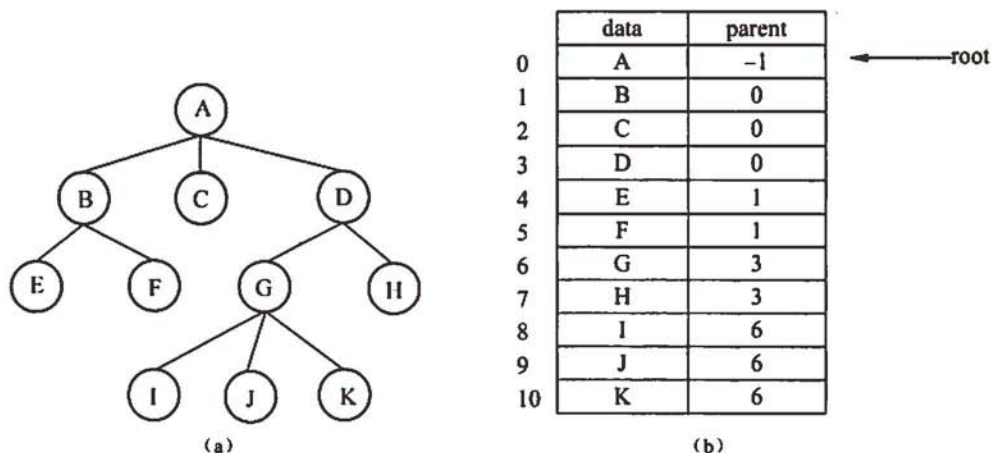 A
B C D
E F G H
I J K
(a)
data parent
0 A -1 root
1 B 0
2 C 0
3 D 0
4 E 1
5 F 1
6 G 3
7 H 3
8 I 6
9 J 6
10 K 6
(b)